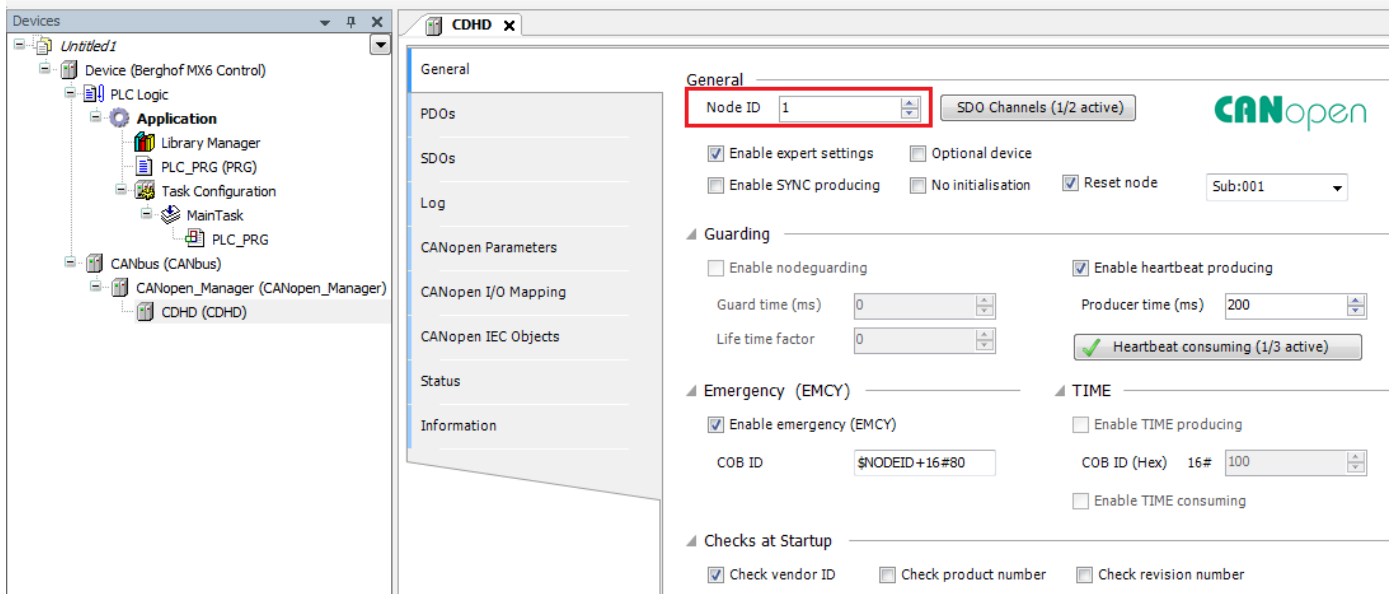 Devices
Untitled1
Device (Berghof MX6 Control)
PLC Logic
Application
Library Manager
PLC_PRG (PRG)
Task Configuration
MainTask
PLC_PRG
CANbus (CANbus)
CANopen_Manager (CANopen_Manager)
CDHD (CDHD)
CDHD
General
PDOs
SDOs
Log
CANopen Parameters
CANopen I/O Mapping
CANopen IEC Objects
Status
Information
General
Node ID 1 SDO Channels (1/2 active) CANopen
Enable expert settings Optional device
Enable SYNC producing No initialisation Reset node Sub:001
Guarding
Enable nodeguarding Enable heartbeat producing
Guard time (ms) 0 Producer time (ms) 200
Life time factor 0 Heartbeat consuming (1/3 active)
Emergency (EMCY) TIME
Enable emergency (EMCY) Enable TIME producing
COB ID $NODEID+16#80 COB ID (Hex) 16# 100
Enable TIME consuming
Checks at Startup
Check vendor ID Check product number Check revision number